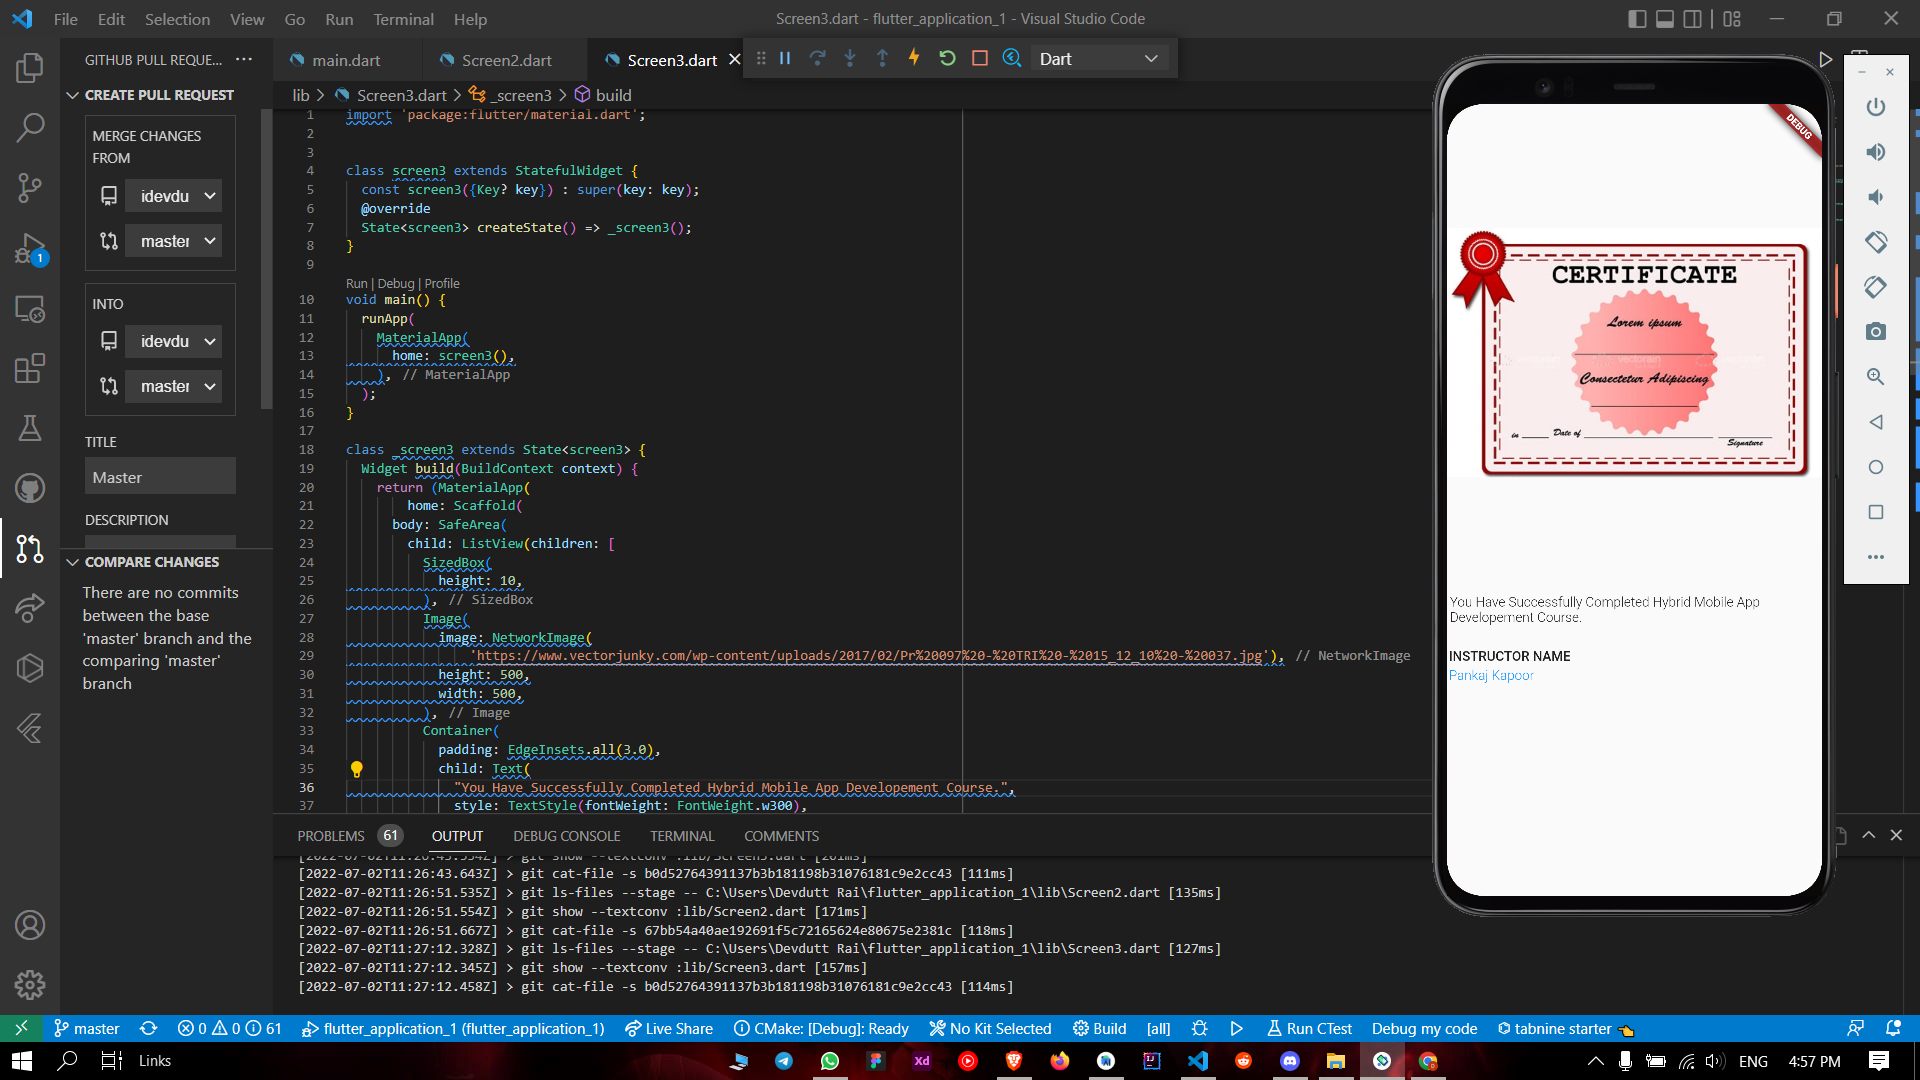 File Edit Selection View Go Run Terminal Help
Screen3.dart - flutter_application_1 - Visual Studio Code
GITHUB PULL REQUE... ...
main.dart
Screen2.dart
Screen3.dart
Dart
CREATE PULL REQUEST
MERGE CHANGES
FROM
idevdu
master
INTO
idevdu
master
TITLE
Master
DESCRIPTION
COMPARE CHANGES
There are no commits
between the base
'master' branch and the
comparing 'master'
branch
1
lib > Screen3.dart > _screen3 > build
1 import 'package:flutter/material.dart';
2
3
4 class screen3 extends StatefulWidget {
5 const screen3({Key? key}) : super(key: key);
6 @override
7 State<screen3> createState() => _screen3();
8 }
9
Run | Debug | Profile
10 void main() {
11 runApp(
12 MaterialApp(
13 home: screen3(),
14 ), // MaterialApp
15 );
16 }
17
18 class _screen3 extends State<screen3> {
19 Widget build(BuildContext context) {
20 return (MaterialApp(
21 home: Scaffold(
22 body: SafeArea(
23 child: ListView(children: [
24 SizedBox(
25 height: 10,
26 ), // SizedBox
27 Image(
28 image: NetworkImage(
29 'https://www.vectorjunky.com/wp-content/uploads/2017/02/Pr%20097%20-%20TRI%20-%2015_12_10%20-%20037.jpg'), // NetworkImage
30 height: 500,
31 width: 500,
32 ), // Image
33 Container(
34 padding: EdgeInsets.all(3.0),
35 child: Text(
36 "You Have Successfully Completed Hybrid Mobile App Developement Course.",
37 style: TextStyle(fontWeight: FontWeight.w300),
PROBLEMS 61 OUTPUT DEBUG CONSOLE TERMINAL COMMENTS
[2022-07-02T11:26:43.534Z] > git show --textconv :lib/Screen3.dart [201ms]
[2022-07-02T11:26:43.643Z] > git cat-file -s b0d52764391137b3b181198b31076181c9e2cc43 [111ms]
[2022-07-02T11:26:51.535Z] > git ls-files --stage -- C:\Users\Devdutt Rai\flutter_application_1\lib\Screen2.dart [135ms]
[2022-07-02T11:26:51.554Z] > git show --textconv :lib/Screen2.dart [171ms]
[2022-07-02T11:26:51.667Z] > git cat-file -s 67bb54a40ae192691f5c72165624e80675e2381c [118ms]
[2022-07-02T11:27:12.328Z] > git ls-files --stage -- C:\Users\Devdutt Rai\flutter_application_1\lib\Screen3.dart [127ms]
[2022-07-02T11:27:12.345Z] > git show --textconv :lib/Screen3.dart [157ms]
[2022-07-02T11:27:12.458Z] > git cat-file -s b0d52764391137b3b181198b31076181c9e2cc43 [114ms]
DEBUG
CERTIFICATE
Lorem ipsum
Consectetur Adipiscing
in Date of
Signature
You Have Successfully Completed Hybrid Mobile App
Developement Course.
INSTRUCTOR NAME
Pankaj Kapoor
master 0 0 61 flutter_application_1 (flutter_application_1) Live Share CMake: [Debug]: Ready No Kit Selected Build [all] Run CTest Debug my code tabnine starter
Links
Xd
ENG 4:57 PM